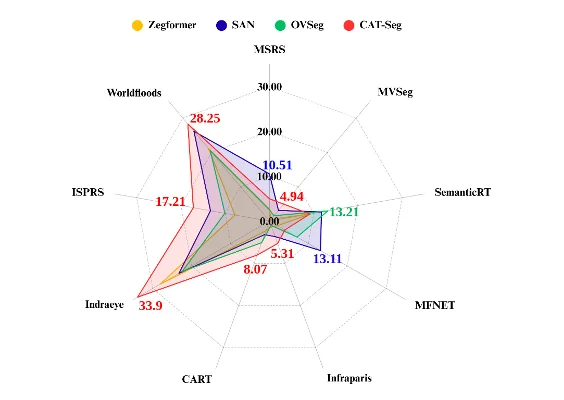 Zegformer SAN OVSeg CAT-Seg
MSRS
Worldfloods
MVSeg
30.00
28.25
20.00
10.51
10.00
ISPRS
17.21
4.94
SemanticRT
13.21
0.00
5.31
13.11
8.07
Indraeye
33.9
MFNET
CART
Infraparis